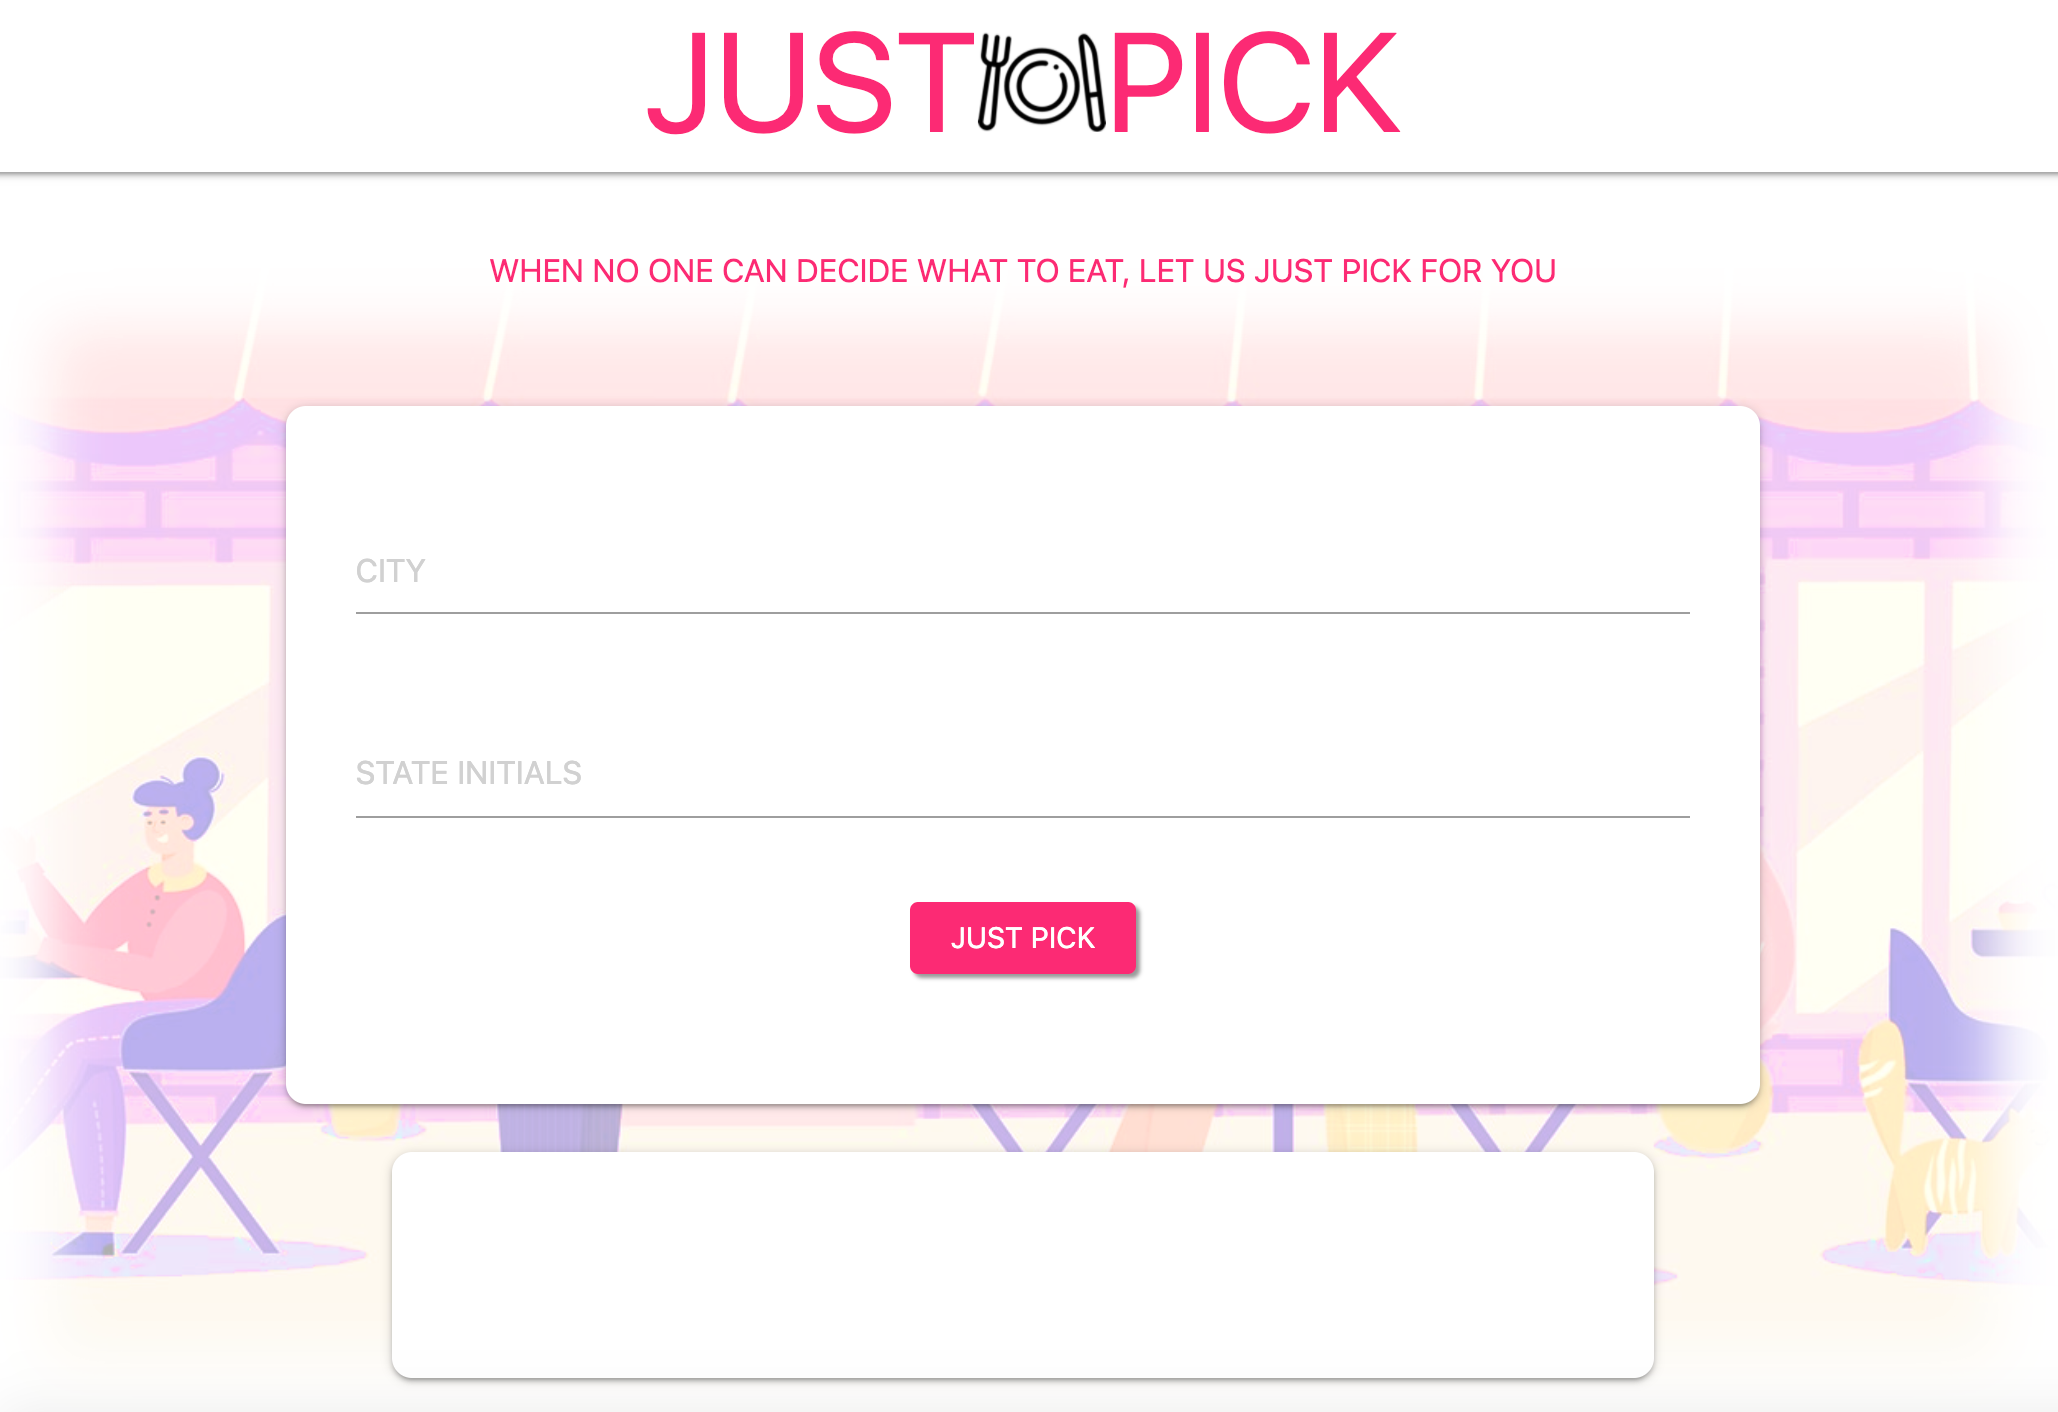 JUST PICK
WHEN NO ONE CAN DECIDE WHAT TO EAT, LET US JUST PICK FOR YOU
CITY
STATE INITIALS
JUST PICK